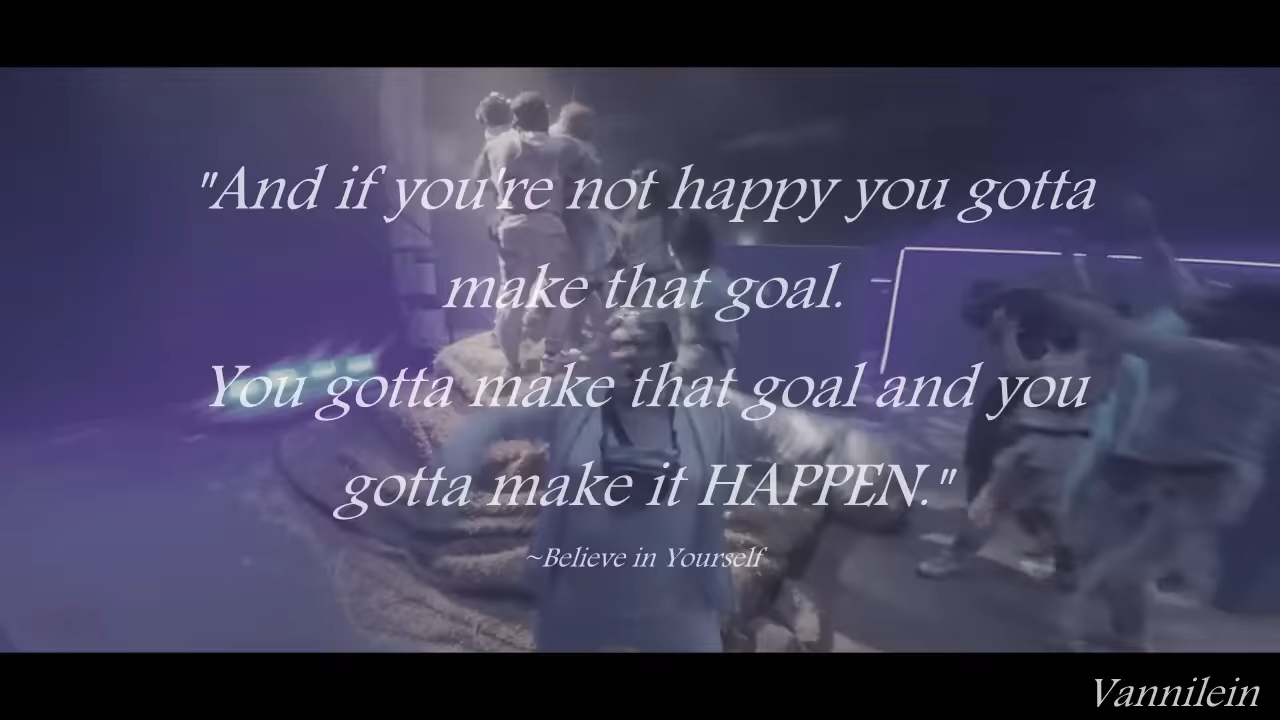 "And if you're not happy you gotta
make that goal.
You gotta make that goal and you
gotta make it HAPPEN."
~Believe in Yourself
Vannilein